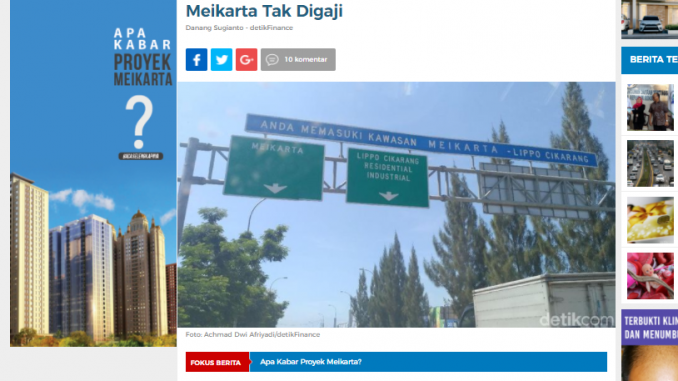 Meikarta Tak Digaji
Danang Sugianto - detikFinance
10 komentar
APA
KABAR
PROYEK
MEIKARTA
?
ANDA MEMASUKI KAWASAN MEIKARTA - LIPPO CIKARANG
MEIKARTA
LIPPO CIKARANG
RESIDENTIAL
INDUSTRIAL
detikcom
Foto: Achmad Dwi Afriyadi/detikFinance
FOKUS BERITA
Apa Kabar Proyek Meikarta?
BERITA TE
TERBUKTI KLIN
DAN MENUMBU